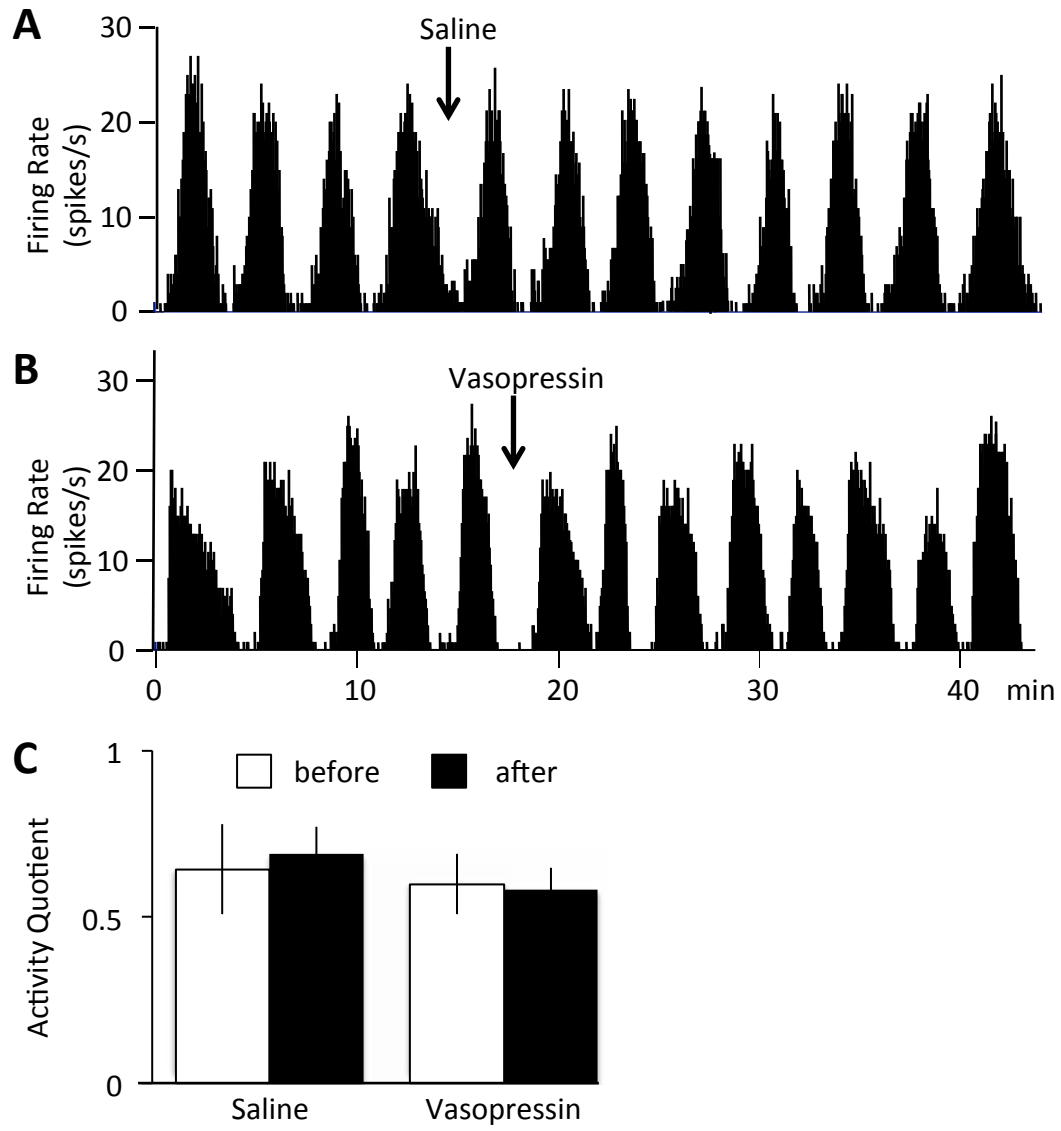 A
Saline
30
20
10
0
Firing Rate
(spikes/s)
B
Vasopressin
30
20
10
0
Firing Rate
(spikes/s)
0 10 20 30 40 min
C
before after
1
0.5
0
Activity Quotient
Saline Vasopressin